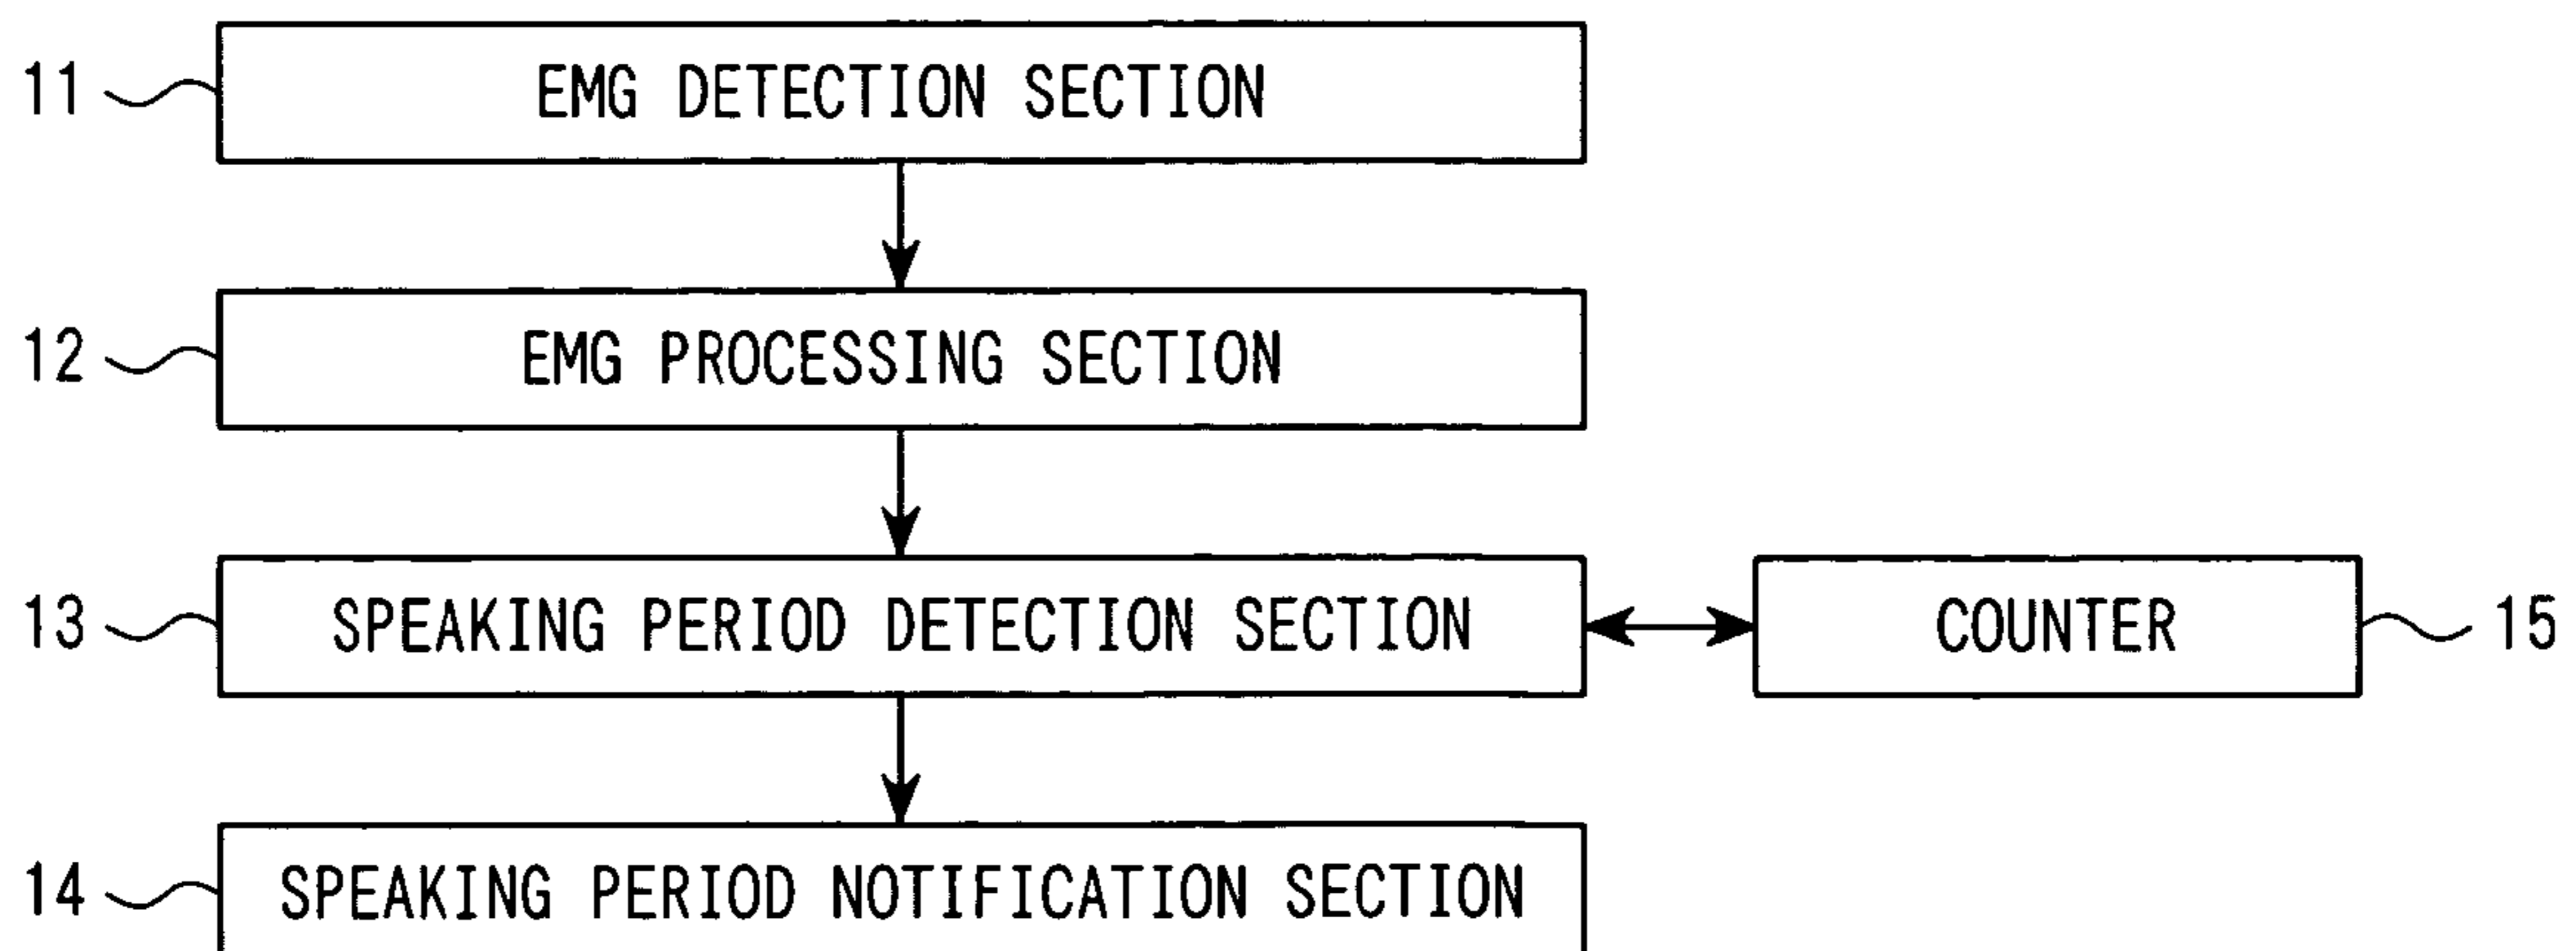 11 EMG DETECTION SECTION
12 EMG PROCESSING SECTION
13 SPEAKING PERIOD DETECTION SECTION COUNTER 15
14 SPEAKING PERIOD NOTIFICATION SECTION